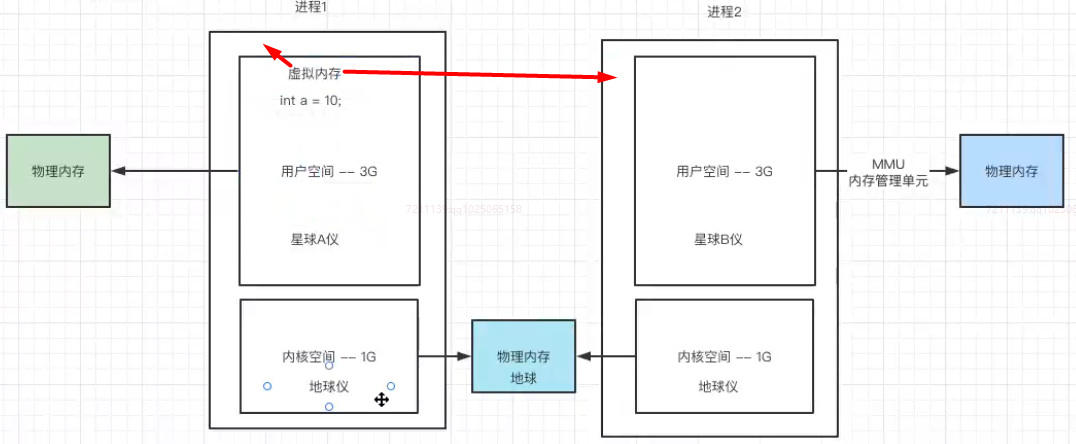 进程1
进程2
虚拟内存
int a = 10;
物理内存
用户空间 -- 3G
用户空间 -- 3G
MMU
内存管理单元
物理内存
星球A仪
星球B仪
内核空间 -- 1G
物理内存
地球
内核空间 -- 1G
地球仪
地球仪